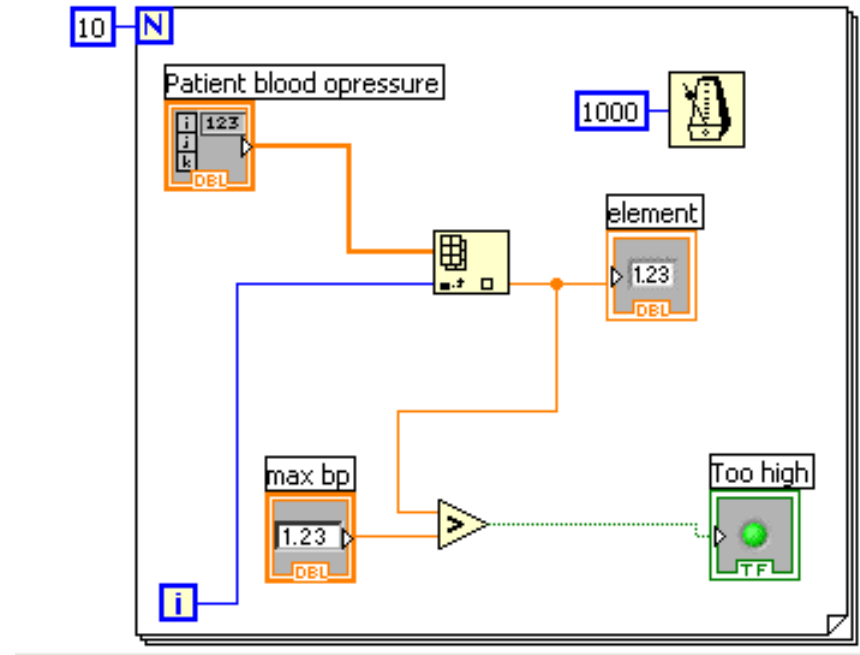 10
N
Patient blood opressure
i
123
j
k
DBL
1000
element
1.23
DBL
max bp
1.23
DBL
>
Too high
TF
i